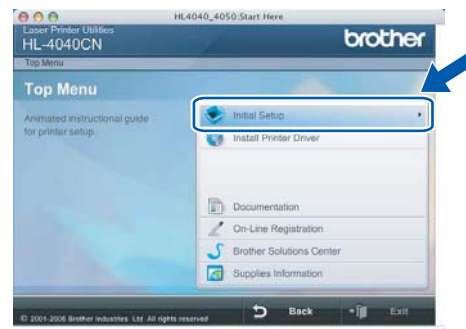 HL4040_4050:Start Here
Laser Printer Utilities
HL-4040CN
brother
Top Menu
Top Menu
Animated instructional guide
for printer setup.
Initial Setup
Install Printer Driver
Documentation
On-Line Registration
Brother Solutions Center
Supplies Information
© 2001-2006 Brother Industries Ltd. All rights reserved
Back
Exit